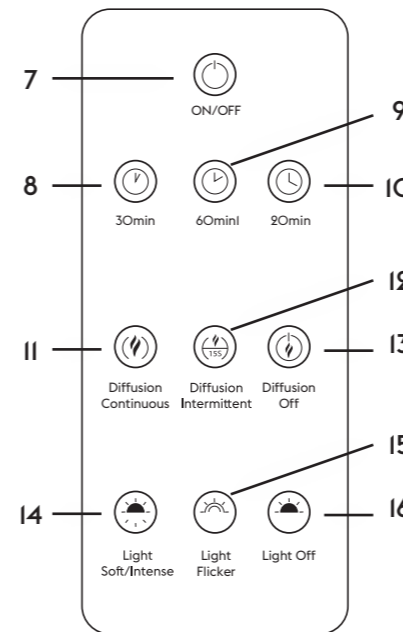 7
ON/OFF
9
8
10
30min
60minl
20min
12
11
13
15S
Diffusion Continuous
Diffusion Intermittent
Diffusion Off
15
14
16
Light Soft/Intense
Light Flicker
Light Off